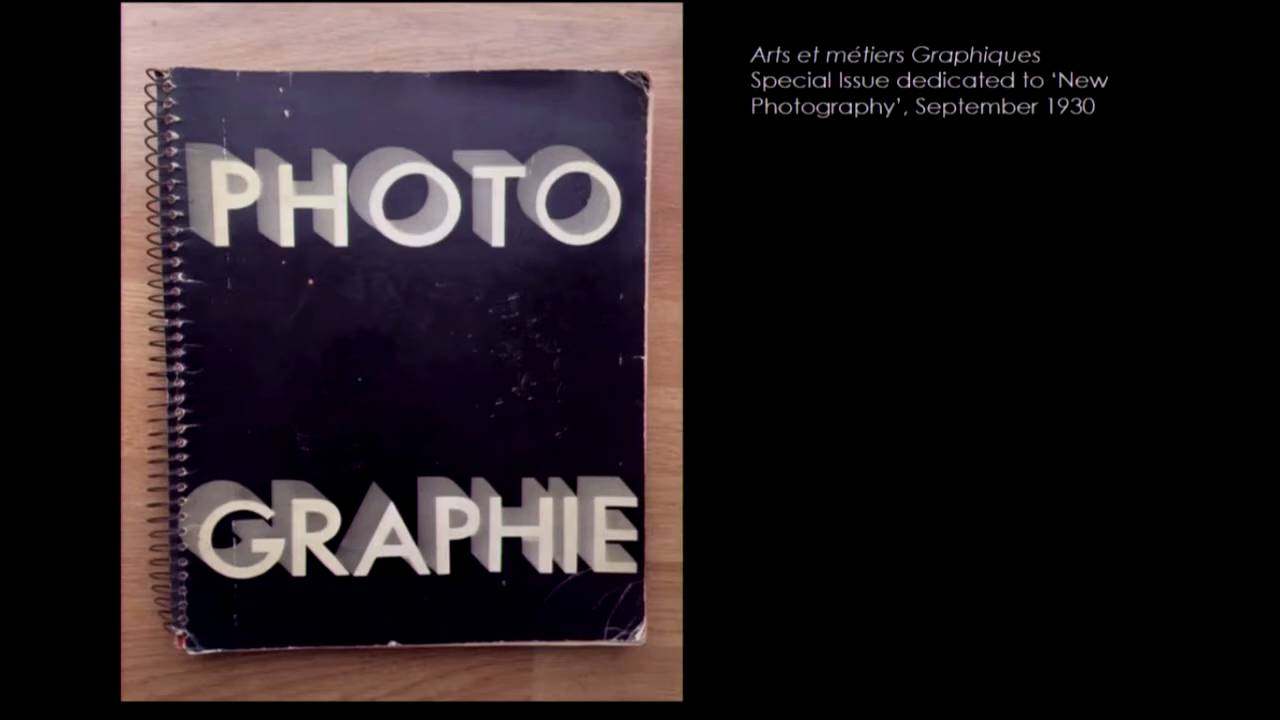 PHOTO
GRAPHIE
Arts et métiers Graphiques
Special Issue dedicated to ‘New
Photography’, September 1930